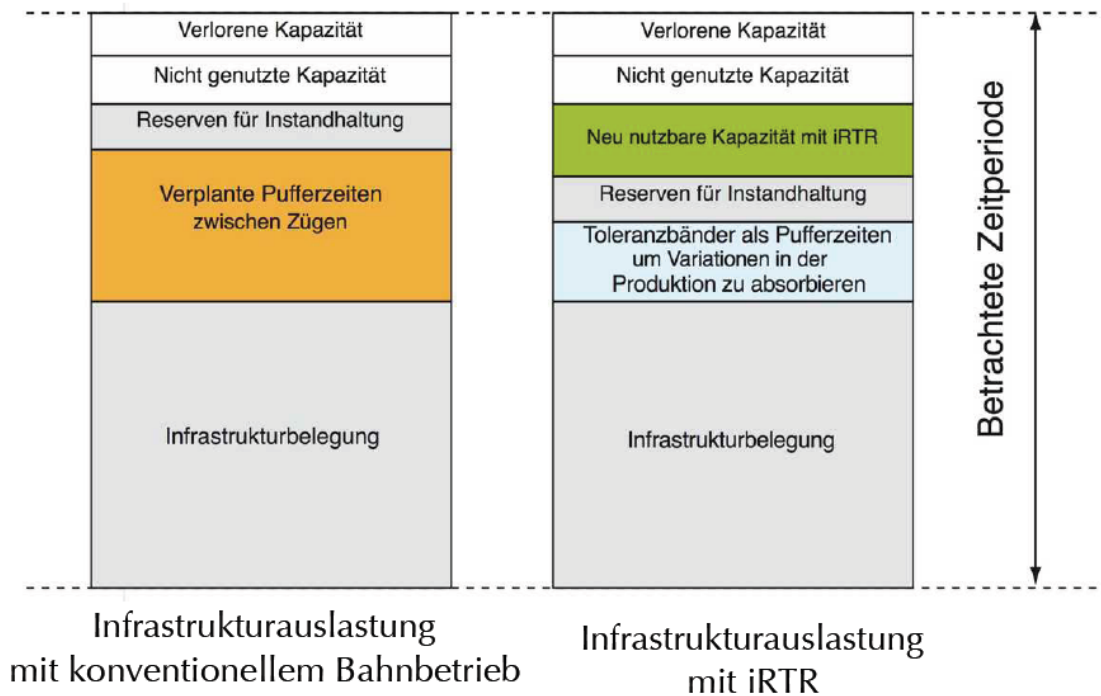 Verlorene Kapazität
Nicht genutzte Kapazität
Reserven für Instandhaltung
Verplante Pufferzeiten
zwischen Zügen
Infrastrukturbelegung
Infrastrukturauslastung
mit konventionellem Bahnbetrieb
Verlorene Kapazität
Nicht genutzte Kapazität
Neu nutzbare Kapazität mit iRTR
Reserven für Instandhaltung
Toleranzbänder als Pufferzeiten
um Variationen in der
Produktion zu absorbieren
Infrastrukturbelegung
Infrastrukturauslastung
mit iRTR
Betrachtete Zeitperiode